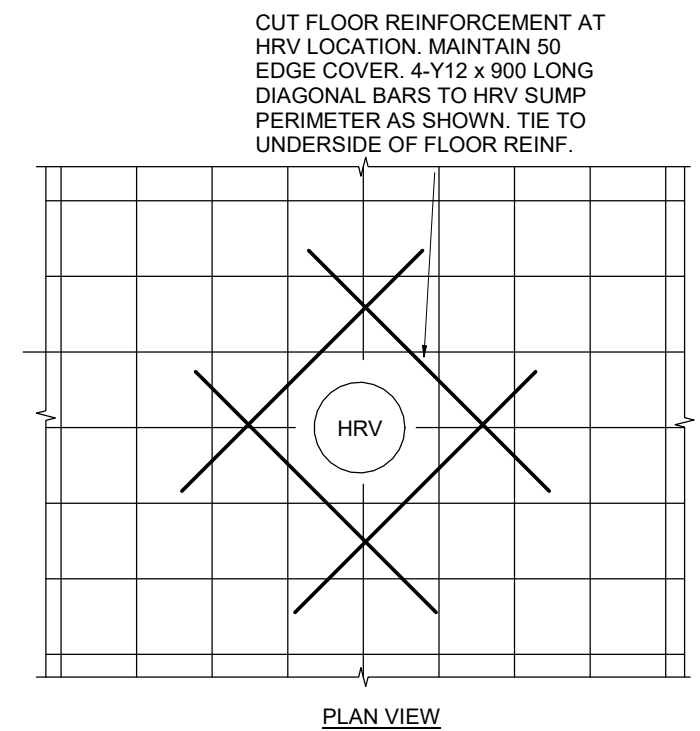 CUT FLOOR REINFORCEMENT AT
HRV LOCATION. MAINTAIN 50
EDGE COVER. 4-Y12 x 900 LONG
DIAGONAL BARS TO HRV SUMP
PERIMETER AS SHOWN. TIE TO
UNDERSIDE OF FLOOR REINF.
HRV
PLAN VIEW